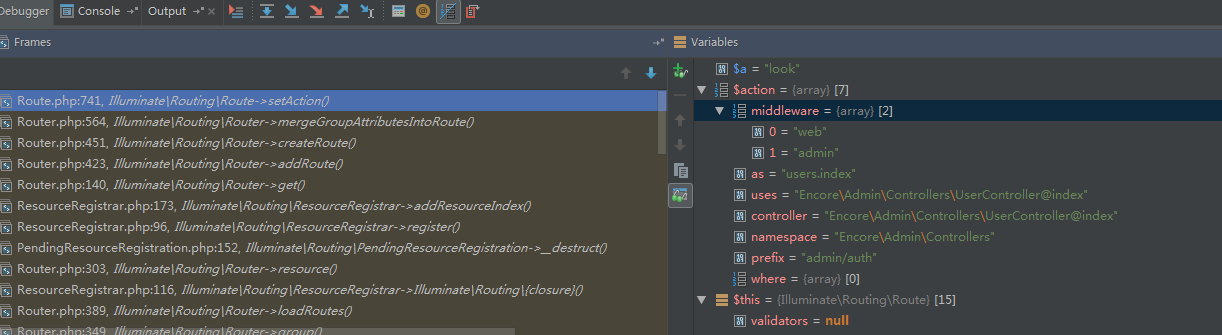 Debugger Console Output
Frames
Route.php:741, Illuminate\Routing\Route->setAction()
Router.php:564, Illuminate\Routing\Router->mergeGroupAttributesIntoRoute()
Router.php:451, Illuminate\Routing\Router->createRoute()
Router.php:423, Illuminate\Routing\Router->addRoute()
Router.php:140, Illuminate\Routing\Router->get()
ResourceRegistrar.php:173, Illuminate\Routing\ResourceRegistrar->addResourceIndex()
ResourceRegistrar.php:96, Illuminate\Routing\ResourceRegistrar->register()
PendingResourceRegistration.php:152, Illuminate\Routing\PendingResourceRegistration->__destruct()
Router.php:303, Illuminate\Routing\Router->resource()
ResourceRegistrar.php:116, Illuminate\Routing\ResourceRegistrar->Illuminate\Routing\{closure}()
Router.php:389, Illuminate\Routing\Router->loadRoutes()
Router.php:349, Illuminate\Routing\Router->group()
Variables
$a = "look"
$action = {array} [7]
middleware = {array} [2]
0 = "web"
1 = "admin"
as = "users.index"
uses = "Encore\Admin\Controllers\UserController@index"
controller = "Encore\Admin\Controllers\UserController@index"
namespace = "Encore\Admin\Controllers"
prefix = "admin/auth"
where = {array} [0]
$this = {Illuminate\Routing\Route} [15]
validators = null